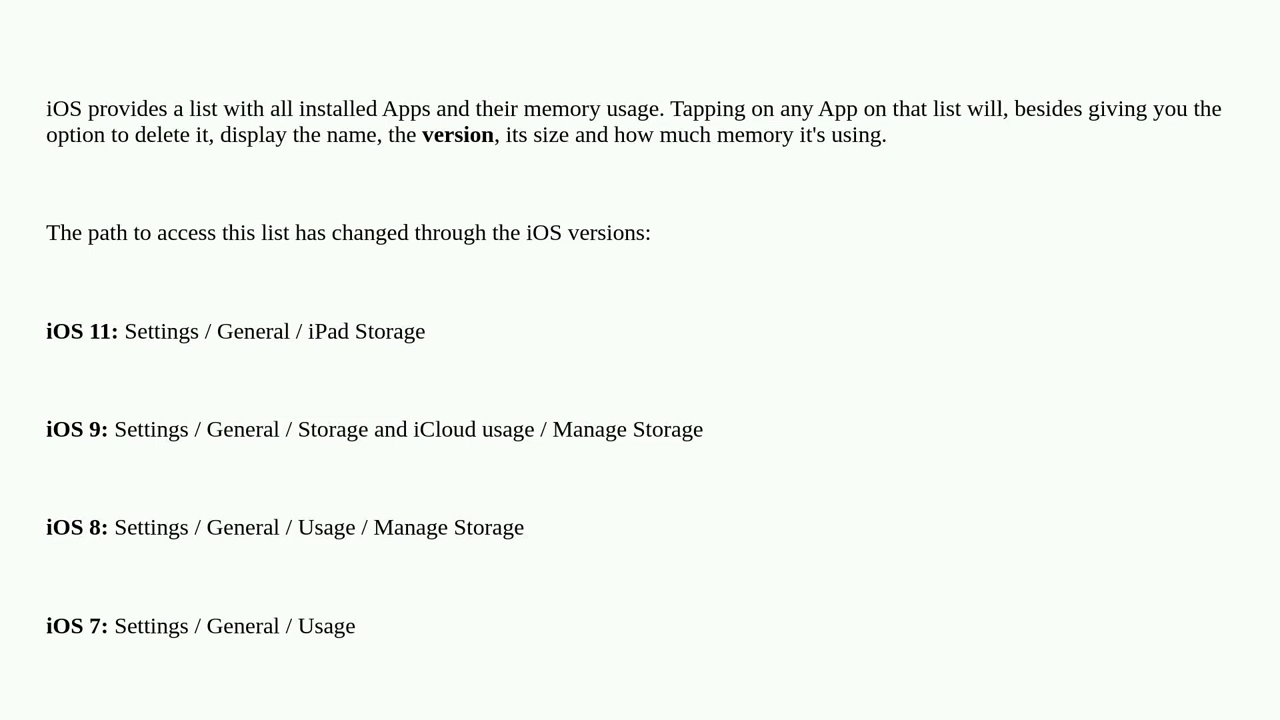 iOS provides a list with all installed Apps and their memory usage. Tapping on any App on that list will, besides giving you the
option to delete it, display the name, the version, its size and how much memory it's using.
The path to access this list has changed through the iOS versions:
iOS 11: Settings / General / iPad Storage
iOS 9: Settings / General / Storage and iCloud usage / Manage Storage
iOS 8: Settings / General / Usage / Manage Storage
iOS 7: Settings / General / Usage